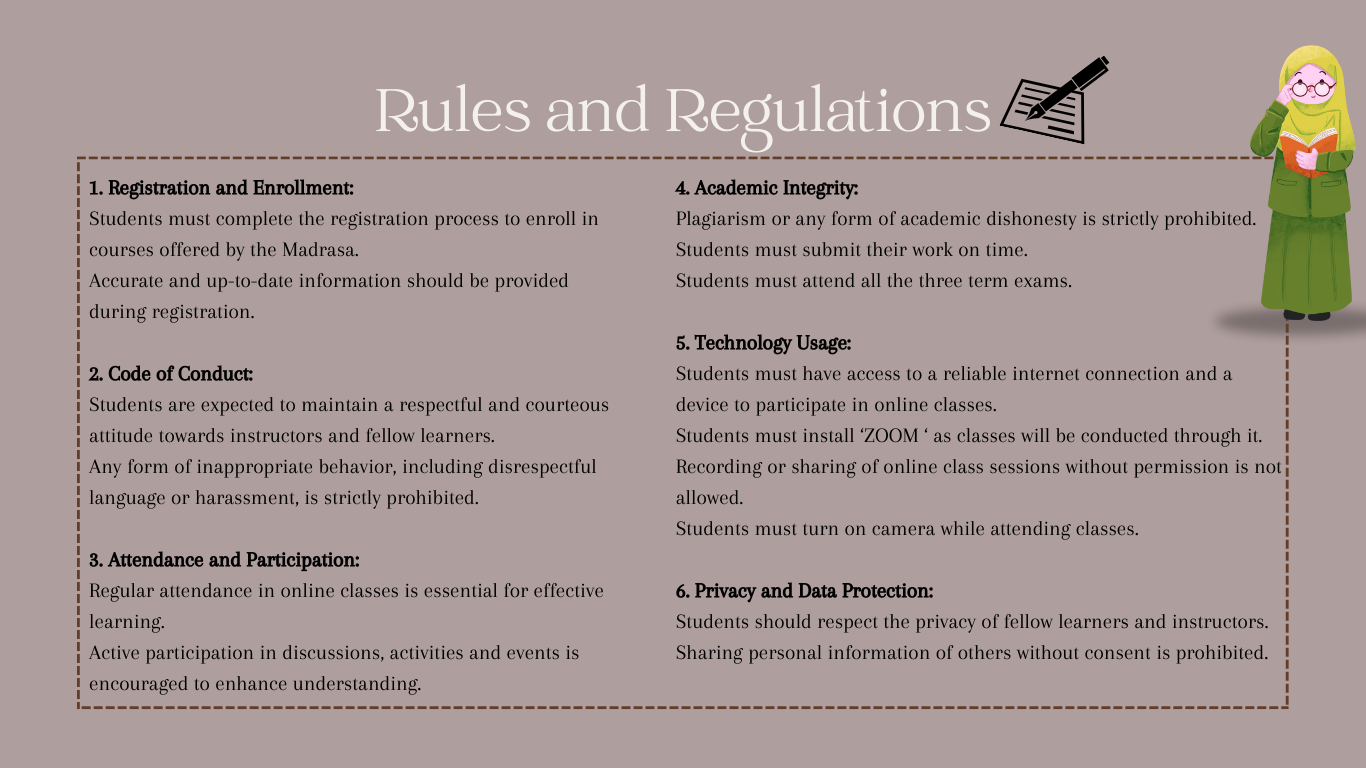 Rules and Regulations
1. Registration and Enrollment:
Students must complete the registration process to enroll in
courses offered by the Madrasa.
Accurate and up-to-date information should be provided
during registration.
2. Code of Conduct:
Students are expected to maintain a respectful and courteous
attitude towards instructors and fellow learners.
Any form of inappropriate behavior, including disrespectful
language or harassment, is strictly prohibited.
3. Attendance and Participation:
Regular attendance in online classes is essential for effective
learning.
Active participation in discussions, activities and events is
encouraged to enhance understanding.
4. Academic Integrity:
Plagiarism or any form of academic dishonesty is strictly prohibited.
Students must submit their work on time.
Students must attend all the three term exams.
5. Technology Usage:
Students must have access to a reliable internet connection and a
device to participate in online classes.
Students must install ‘ZOOM ‘ as classes will be conducted through it.
Recording or sharing of online class sessions without permission is not
allowed.
Students must turn on camera while attending classes.
6. Privacy and Data Protection:
Students should respect the privacy of fellow learners and instructors.
Sharing personal information of others without consent is prohibited.